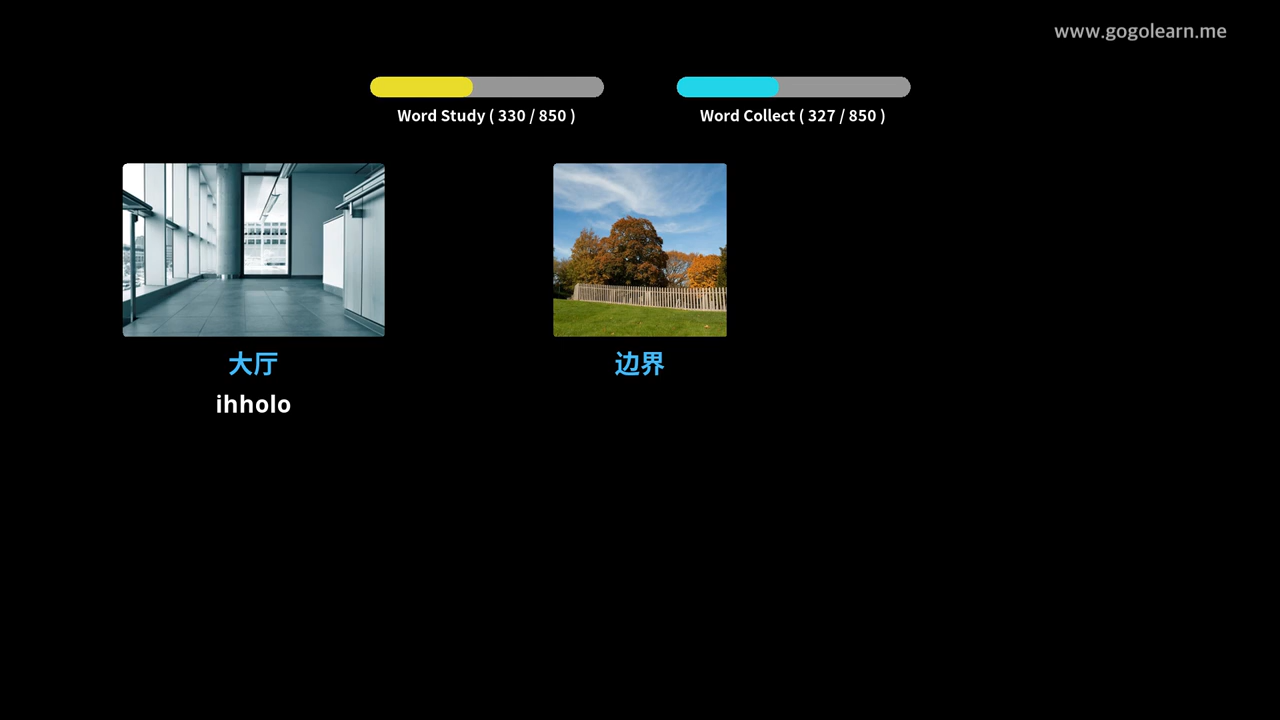 www.gogolearn.me
Word Study ( 330 / 850 )
Word Collect ( 327 / 850 )
大厅
边界
ihholo